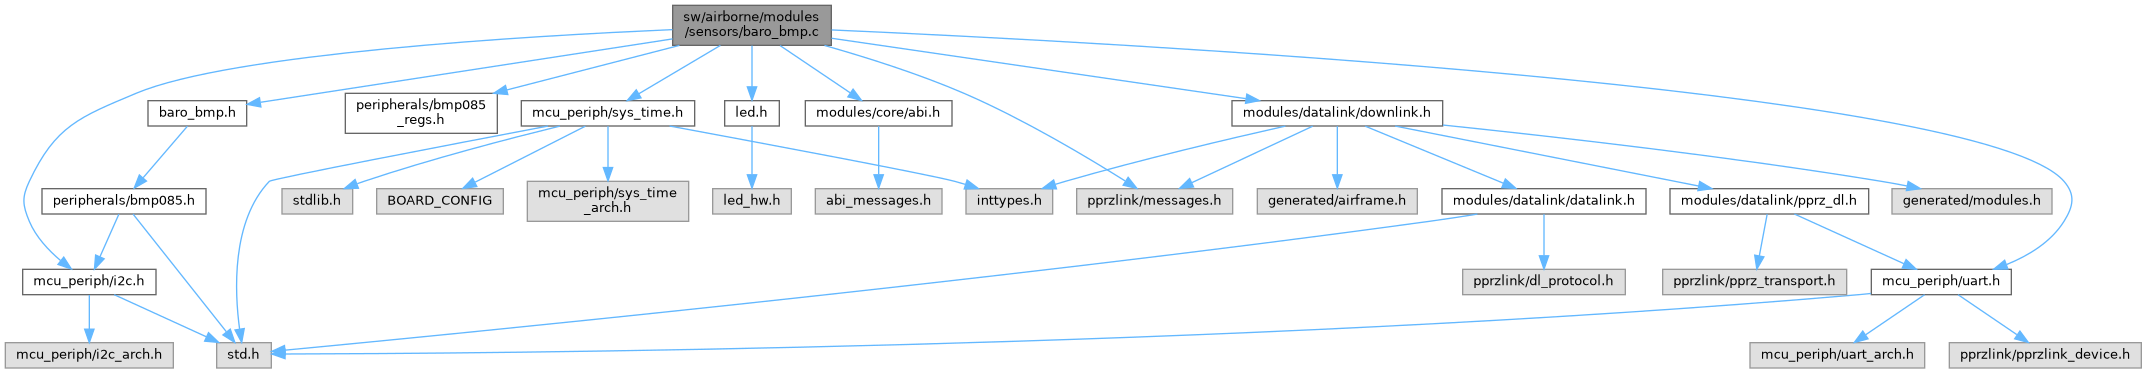 sw/airborne/modules
/sensors/baro_bmp.c
baro_bmp.h
peripherals/bmp085
_regs.h
mcu_periph/sys_time.h
led.h
modules/core/abi.h
modules/datalink/downlink.h
peripherals/bmp085.h
stdlib.h
BOARD_CONFIG
mcu_periph/sys_time
_arch.h
led_hw.h
abi_messages.h
inttypes.h
pprzlink/messages.h
generated/airframe.h
modules/datalink/datalink.h
modules/datalink/pprz_dl.h
generated/modules.h
mcu_periph/i2c.h
pprzlink/dl_protocol.h
pprzlink/pprz_transport.h
mcu_periph/uart.h
mcu_periph/i2c_arch.h
std.h
mcu_periph/uart_arch.h
pprzlink/pprzlink_device.h